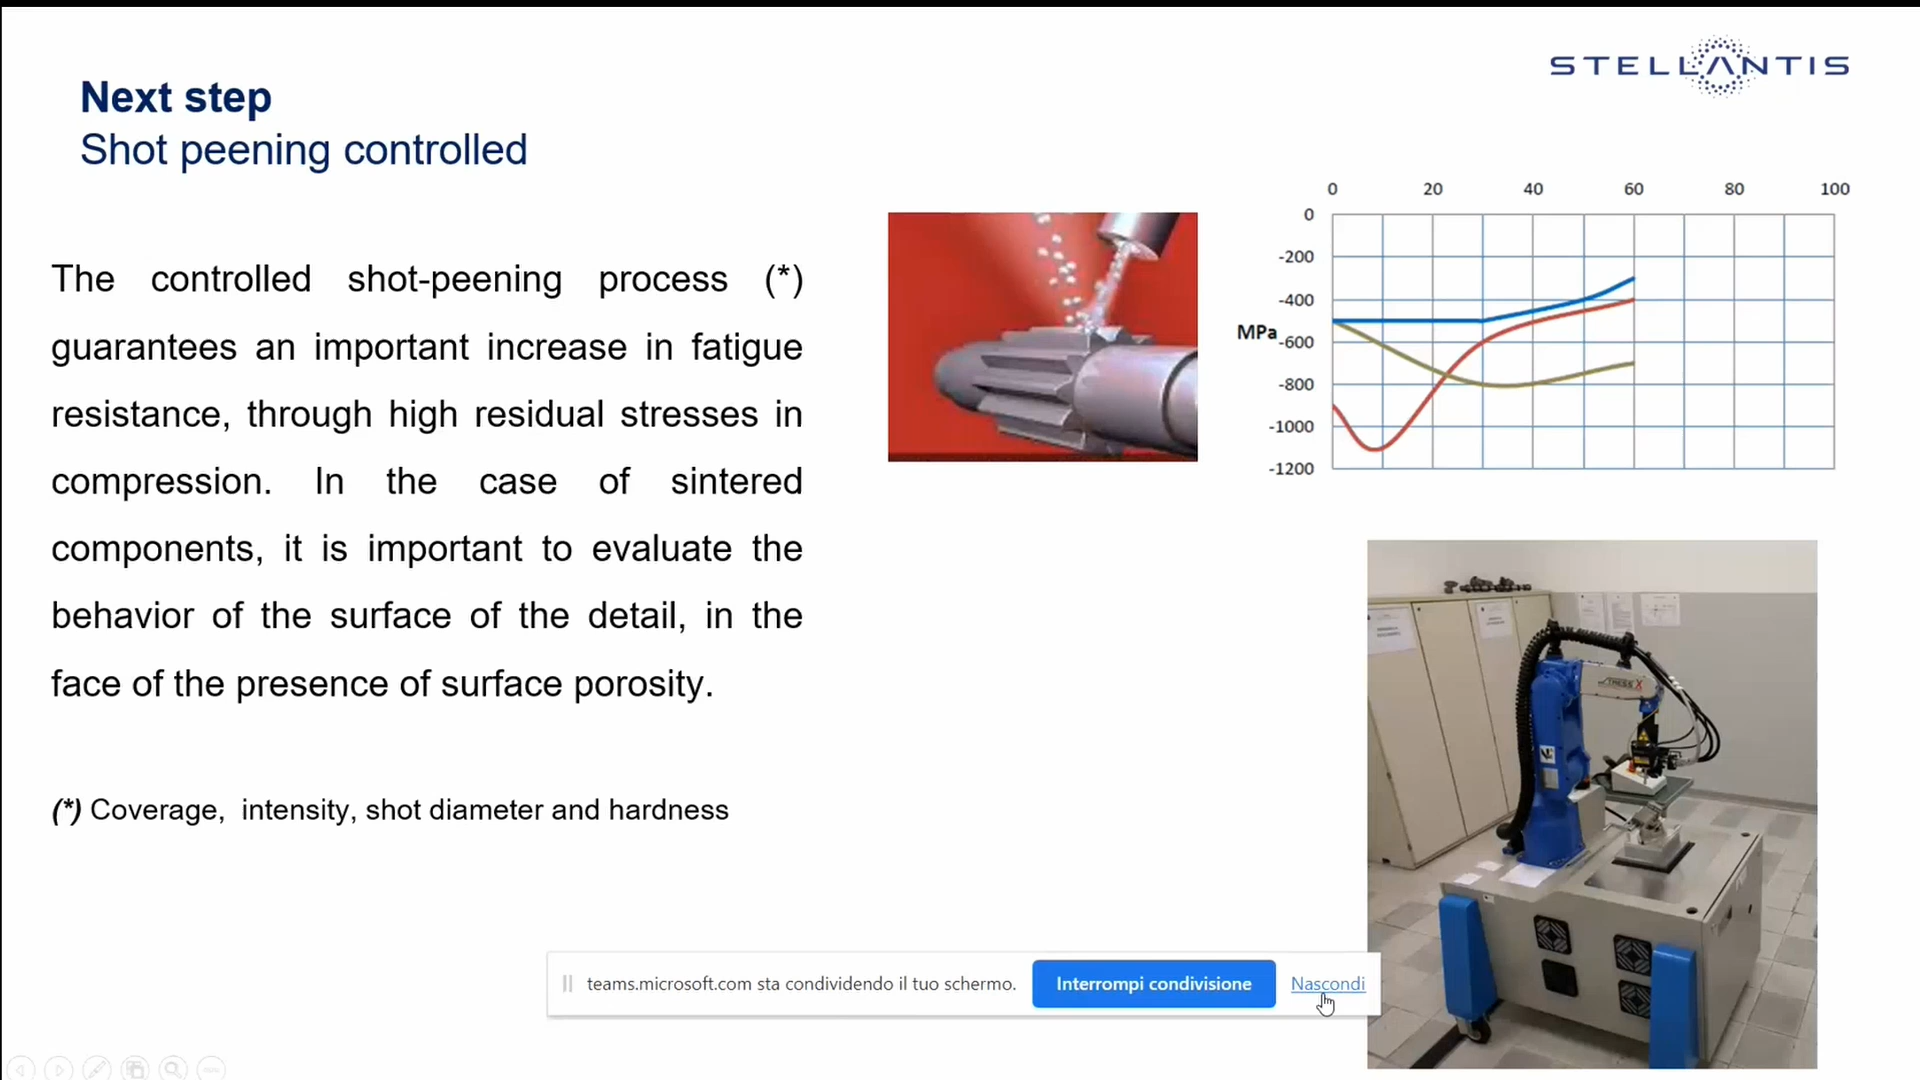 STELLANTIS
Next step
Shot peening controlled
The controlled shot-peening process (*)
guarantees an important increase in fatigue
resistance, through high residual stresses in
compression. In the case of sintered
components, it is important to evaluate the
behavior of the surface of the detail, in the
face of the presence of surface porosity.
(*) Coverage, intensity, shot diameter and hardness
0 20 40 60 80 100
0
-200
-400
MPa
-600
-800
-1000
-1200
teams.microsoft.com sta condividendo il tuo schermo.
Interrompi condivisione
Nascondi